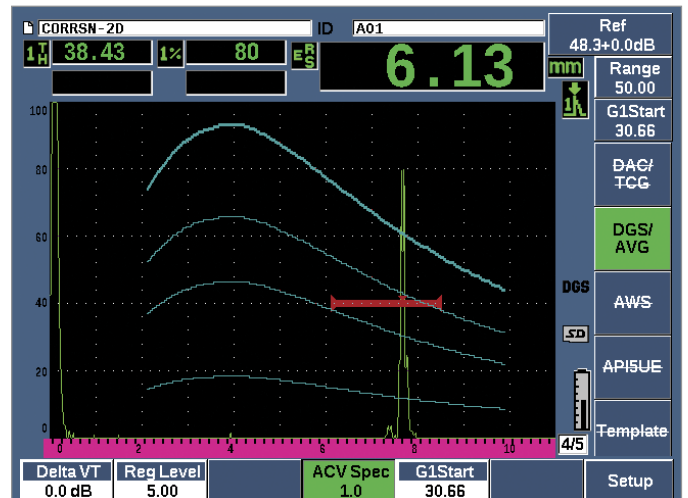 CORRSN-2D ID A01 Ref
48.3+0.0dB
1TH 38.43 1% 80 ERS 6.13 mm
Range
50.00
1
G1Start
30.66
DAC/
TCG
DGS/
AVG
DGS
AWS
SD
API5UE
Template
100
80
60
40
20
0
0 2 4 6 8 10
4/5
Delta VT
0.0 dB
Reg Level
5.00
ACV Spec
1.0
G1Start
30.66
Setup